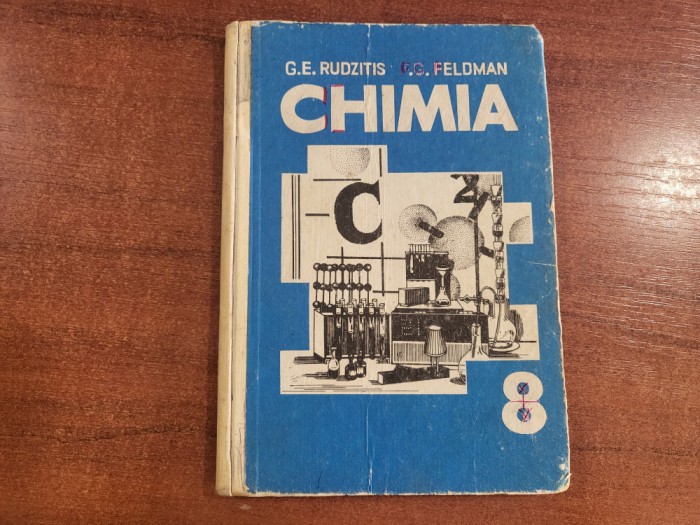 G.E. RUDZITIS F.G. FELDMAN
CHIMIA
C
8